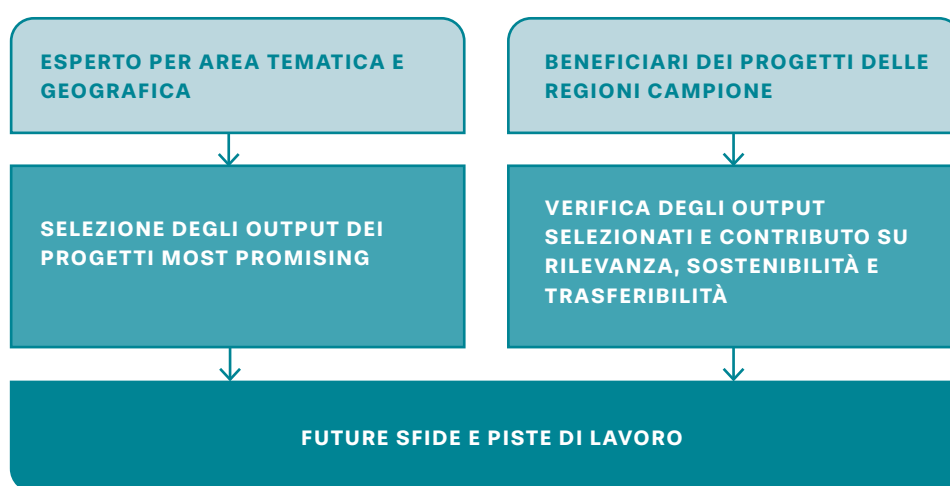 ESPERTO PER AREA TEMATICA E
GEOGRAFICA
BENEFICIARI DEI PROGETTI DELLE
REGIONI CAMPIONE
SELEZIONE DEGLI OUTPUT DEI
PROGETTI MOST PROMISING
VERIFICA DEGLI OUTPUT
SELEZIONATI E CONTRIBUTO SU
RILEVANZA, SOSTENIBILITÀ E
TRASFERIBILITÀ
FUTURE SFIDE E PISTE DI LAVORO